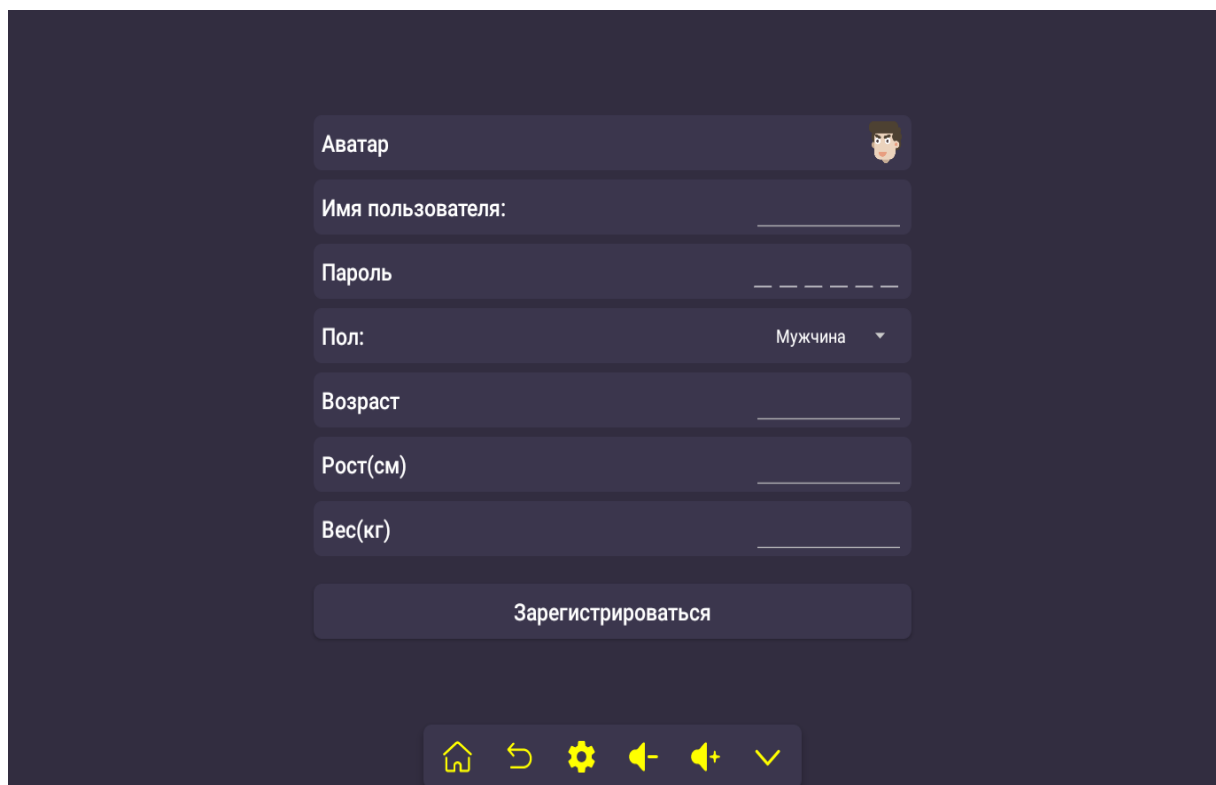 Аватар
Имя пользователя:
Пароль
Пол: Мужчина
Возраст
Рост(см)
Вес(кг)
Зарегистрироваться